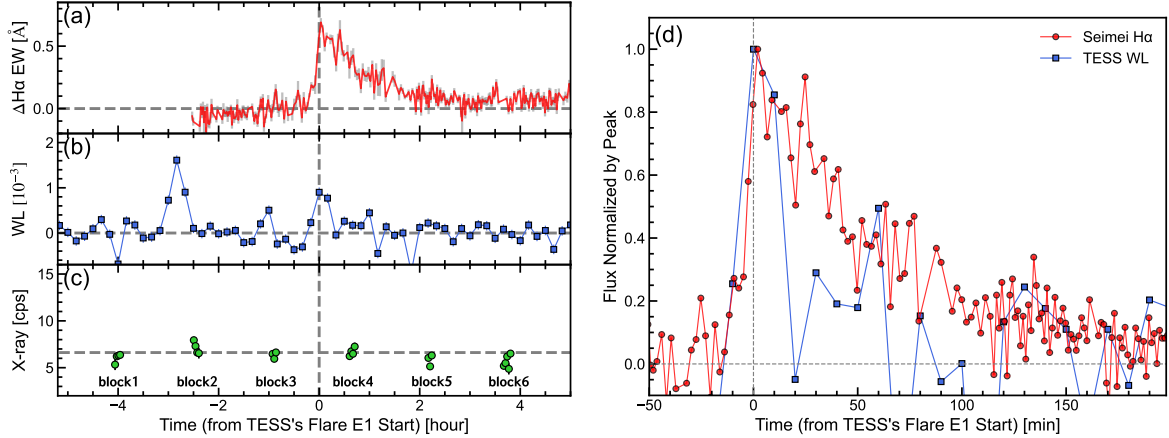 (a)
ΔHα EW [Å]
0.5
0.0
(b)
WL [10⁻³]
2
1
0
(c)
X-ray [cps]
15
10
5
block1 block2 block3 block4 block5 block6
−4 −2 0 2 4
Time (from TESS's Flare E1 Start) [hour]
(d)
Seimei Hα
TESS WL
Flux Normalized by Peak
1.0
0.8
0.6
0.4
0.2
0.0
−50 0 50 100 150
Time (from TESS's Flare E1 Start) [min]